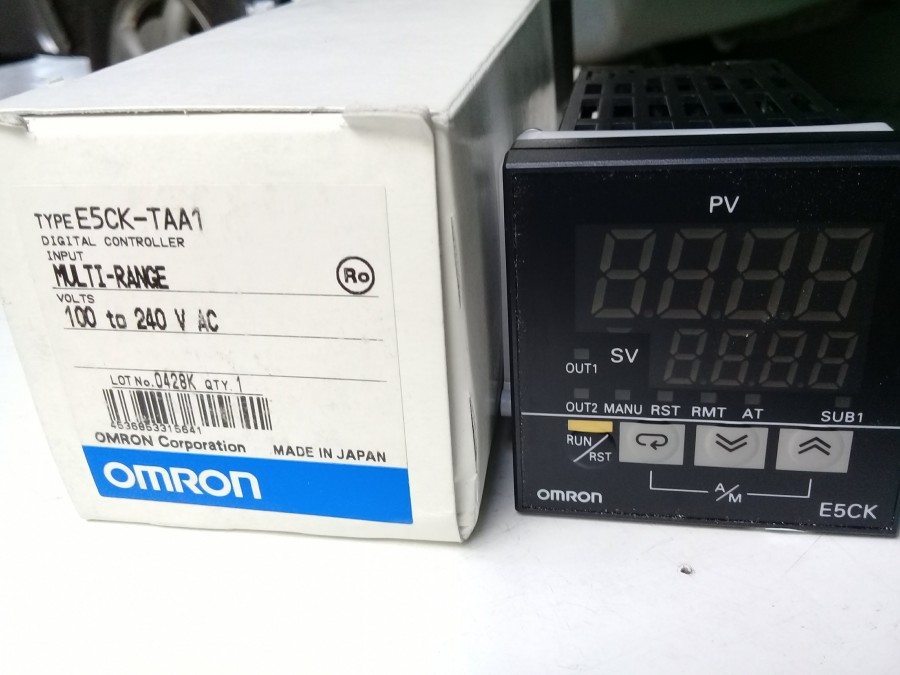 TYPE E5CK-TAA1
DIGITAL CONTROLLER
INPUT
MULTI-RANGE
Ro
VOLTS
100 to 240 V AC
LOT No. 0428K QTY. 1
4536853315641
OMRON Corporation MADE IN JAPAN
OMRON
PV
SV
OUT1
OUT2 MANU RST RMT AT SUB1
RUN/RST
A/M
OMRON
E5CK